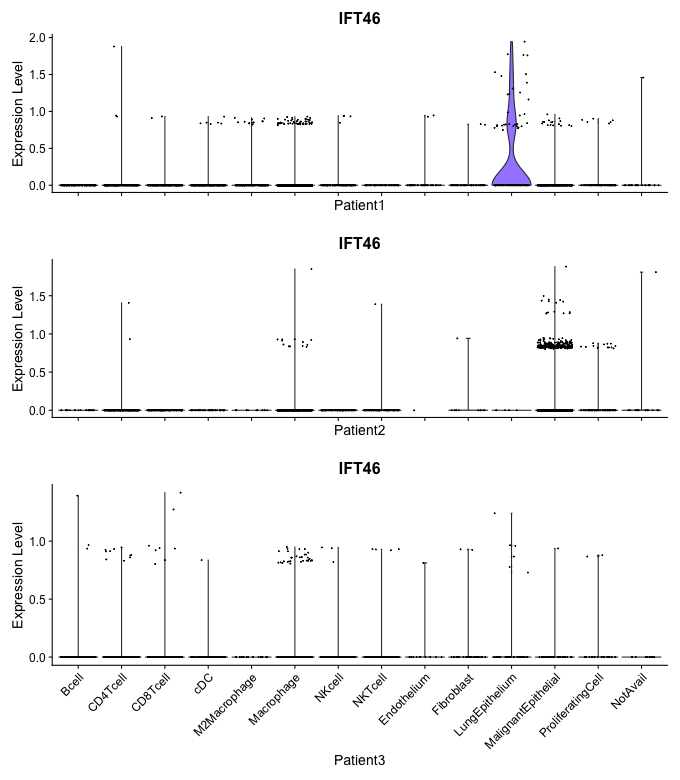 IFT46
Expression Level
2.0
1.5
1.0
0.5
0.0
Patient1
IFT46
Expression Level
1.5
1.0
0.5
0.0
Patient2
IFT46
Expression Level
1.0
0.5
0.0
Bcell
CD4Tcell
CD8Tcell
cDC
M2Macrophage
Macrophage
NKcell
NKTcell
Endothelium
Fibroblast
LungEpithelium
MalignantEpithelial
ProliferatingCell
NotAvail
Patient3